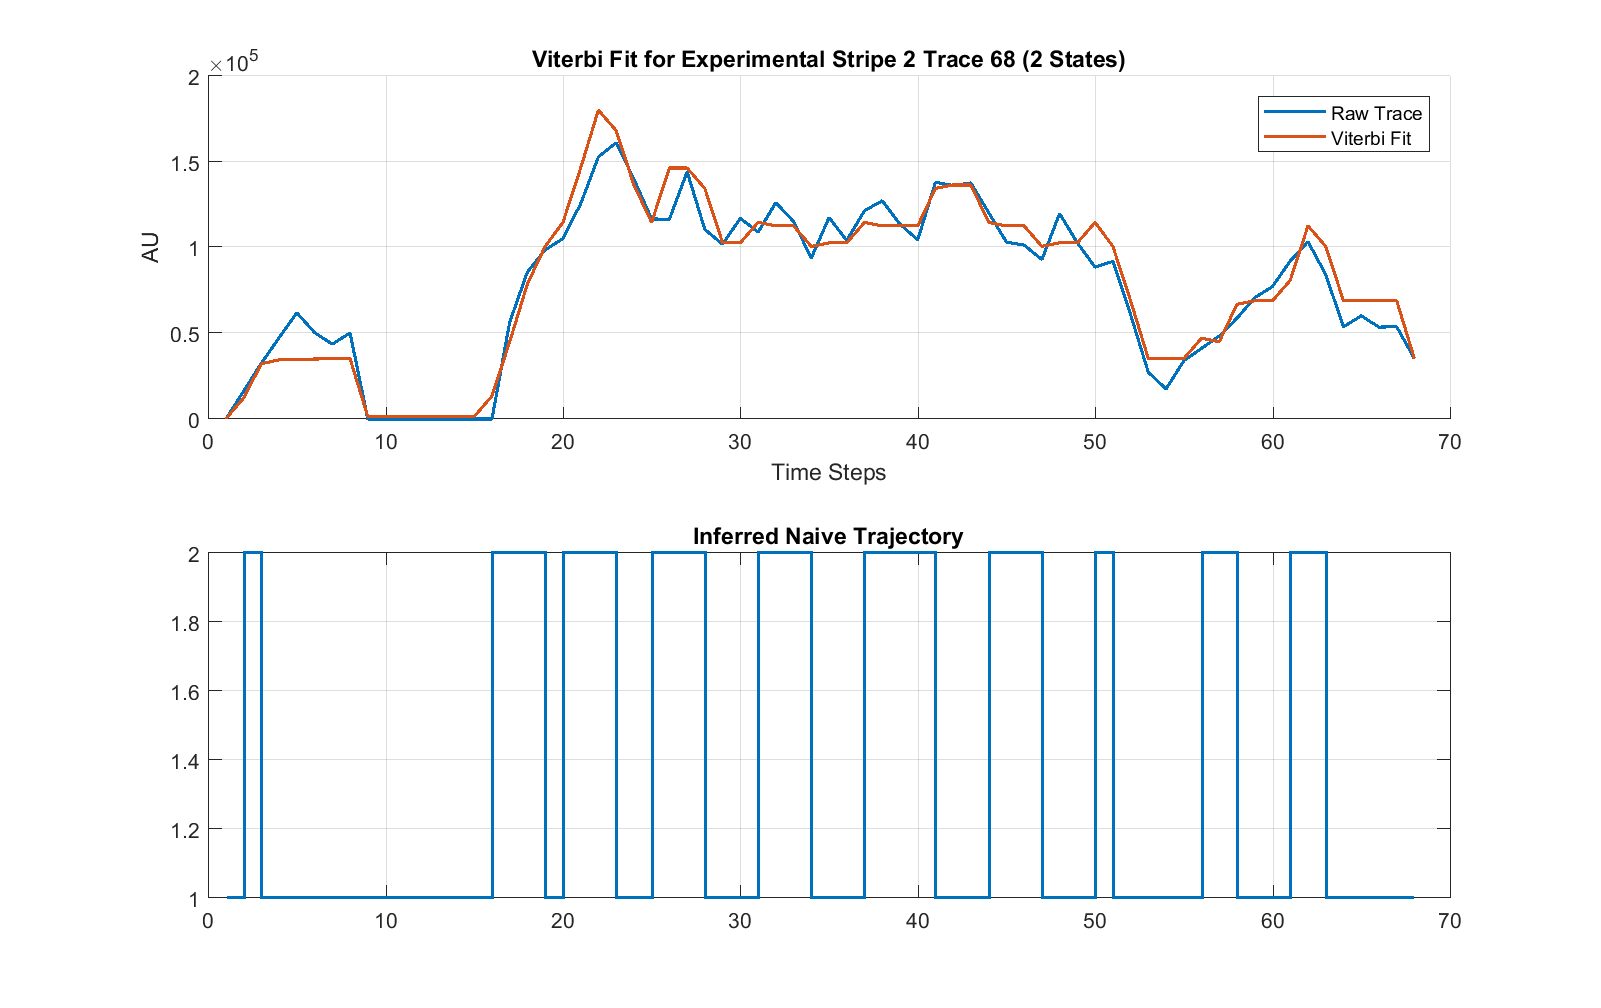 Viterbi Fit for Experimental Stripe 2 Trace 68 (2 States)
×10⁵
2
1.5
1
0.5
0
AU
Raw Trace
Viterbi Fit
0 10 20 30 40 50 60 70
Time Steps
Inferred Naive Trajectory
2
1.8
1.6
1.4
1.2
1
0 10 20 30 40 50 60 70